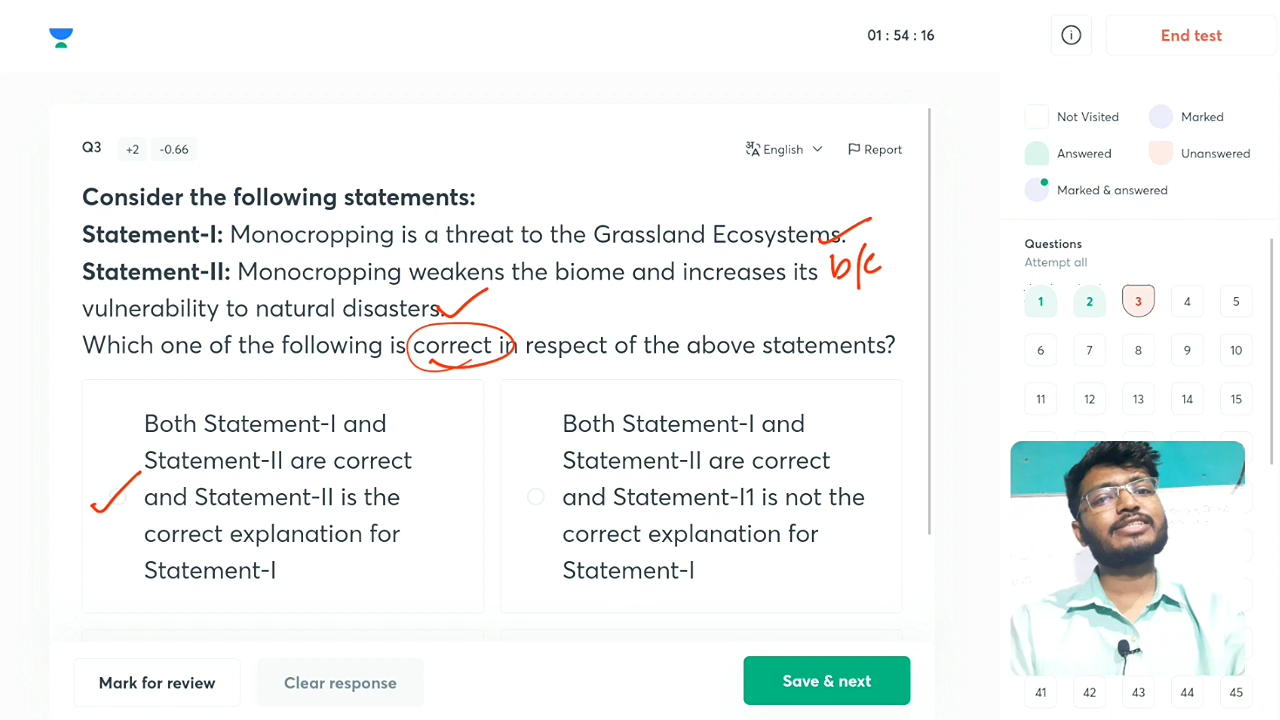 01 : 54 : 16
End test
Q3
+2
-0.66
English
Report
Consider the following statements:
Statement-I: Monocropping is a threat to the Grassland Ecosystems.
Statement-II: Monocropping weakens the biome and increases its
b/c
vulnerability to natural disasters.
Which one of the following is correct in respect of the above statements?
Both Statement-I and
Statement-II are correct
and Statement-II is the
correct explanation for
Statement-I
Both Statement-I and
Statement-II are correct
and Statement-I1 is not the
correct explanation for
Statement-I
Mark for review
Clear response
Save & next
Not Visited
Marked
Answered
Unanswered
Marked & answered
Questions
Attempt all
1 2 3 4 5
6 7 8 9 10
11 12 13 14 15
41 42 43 44 45